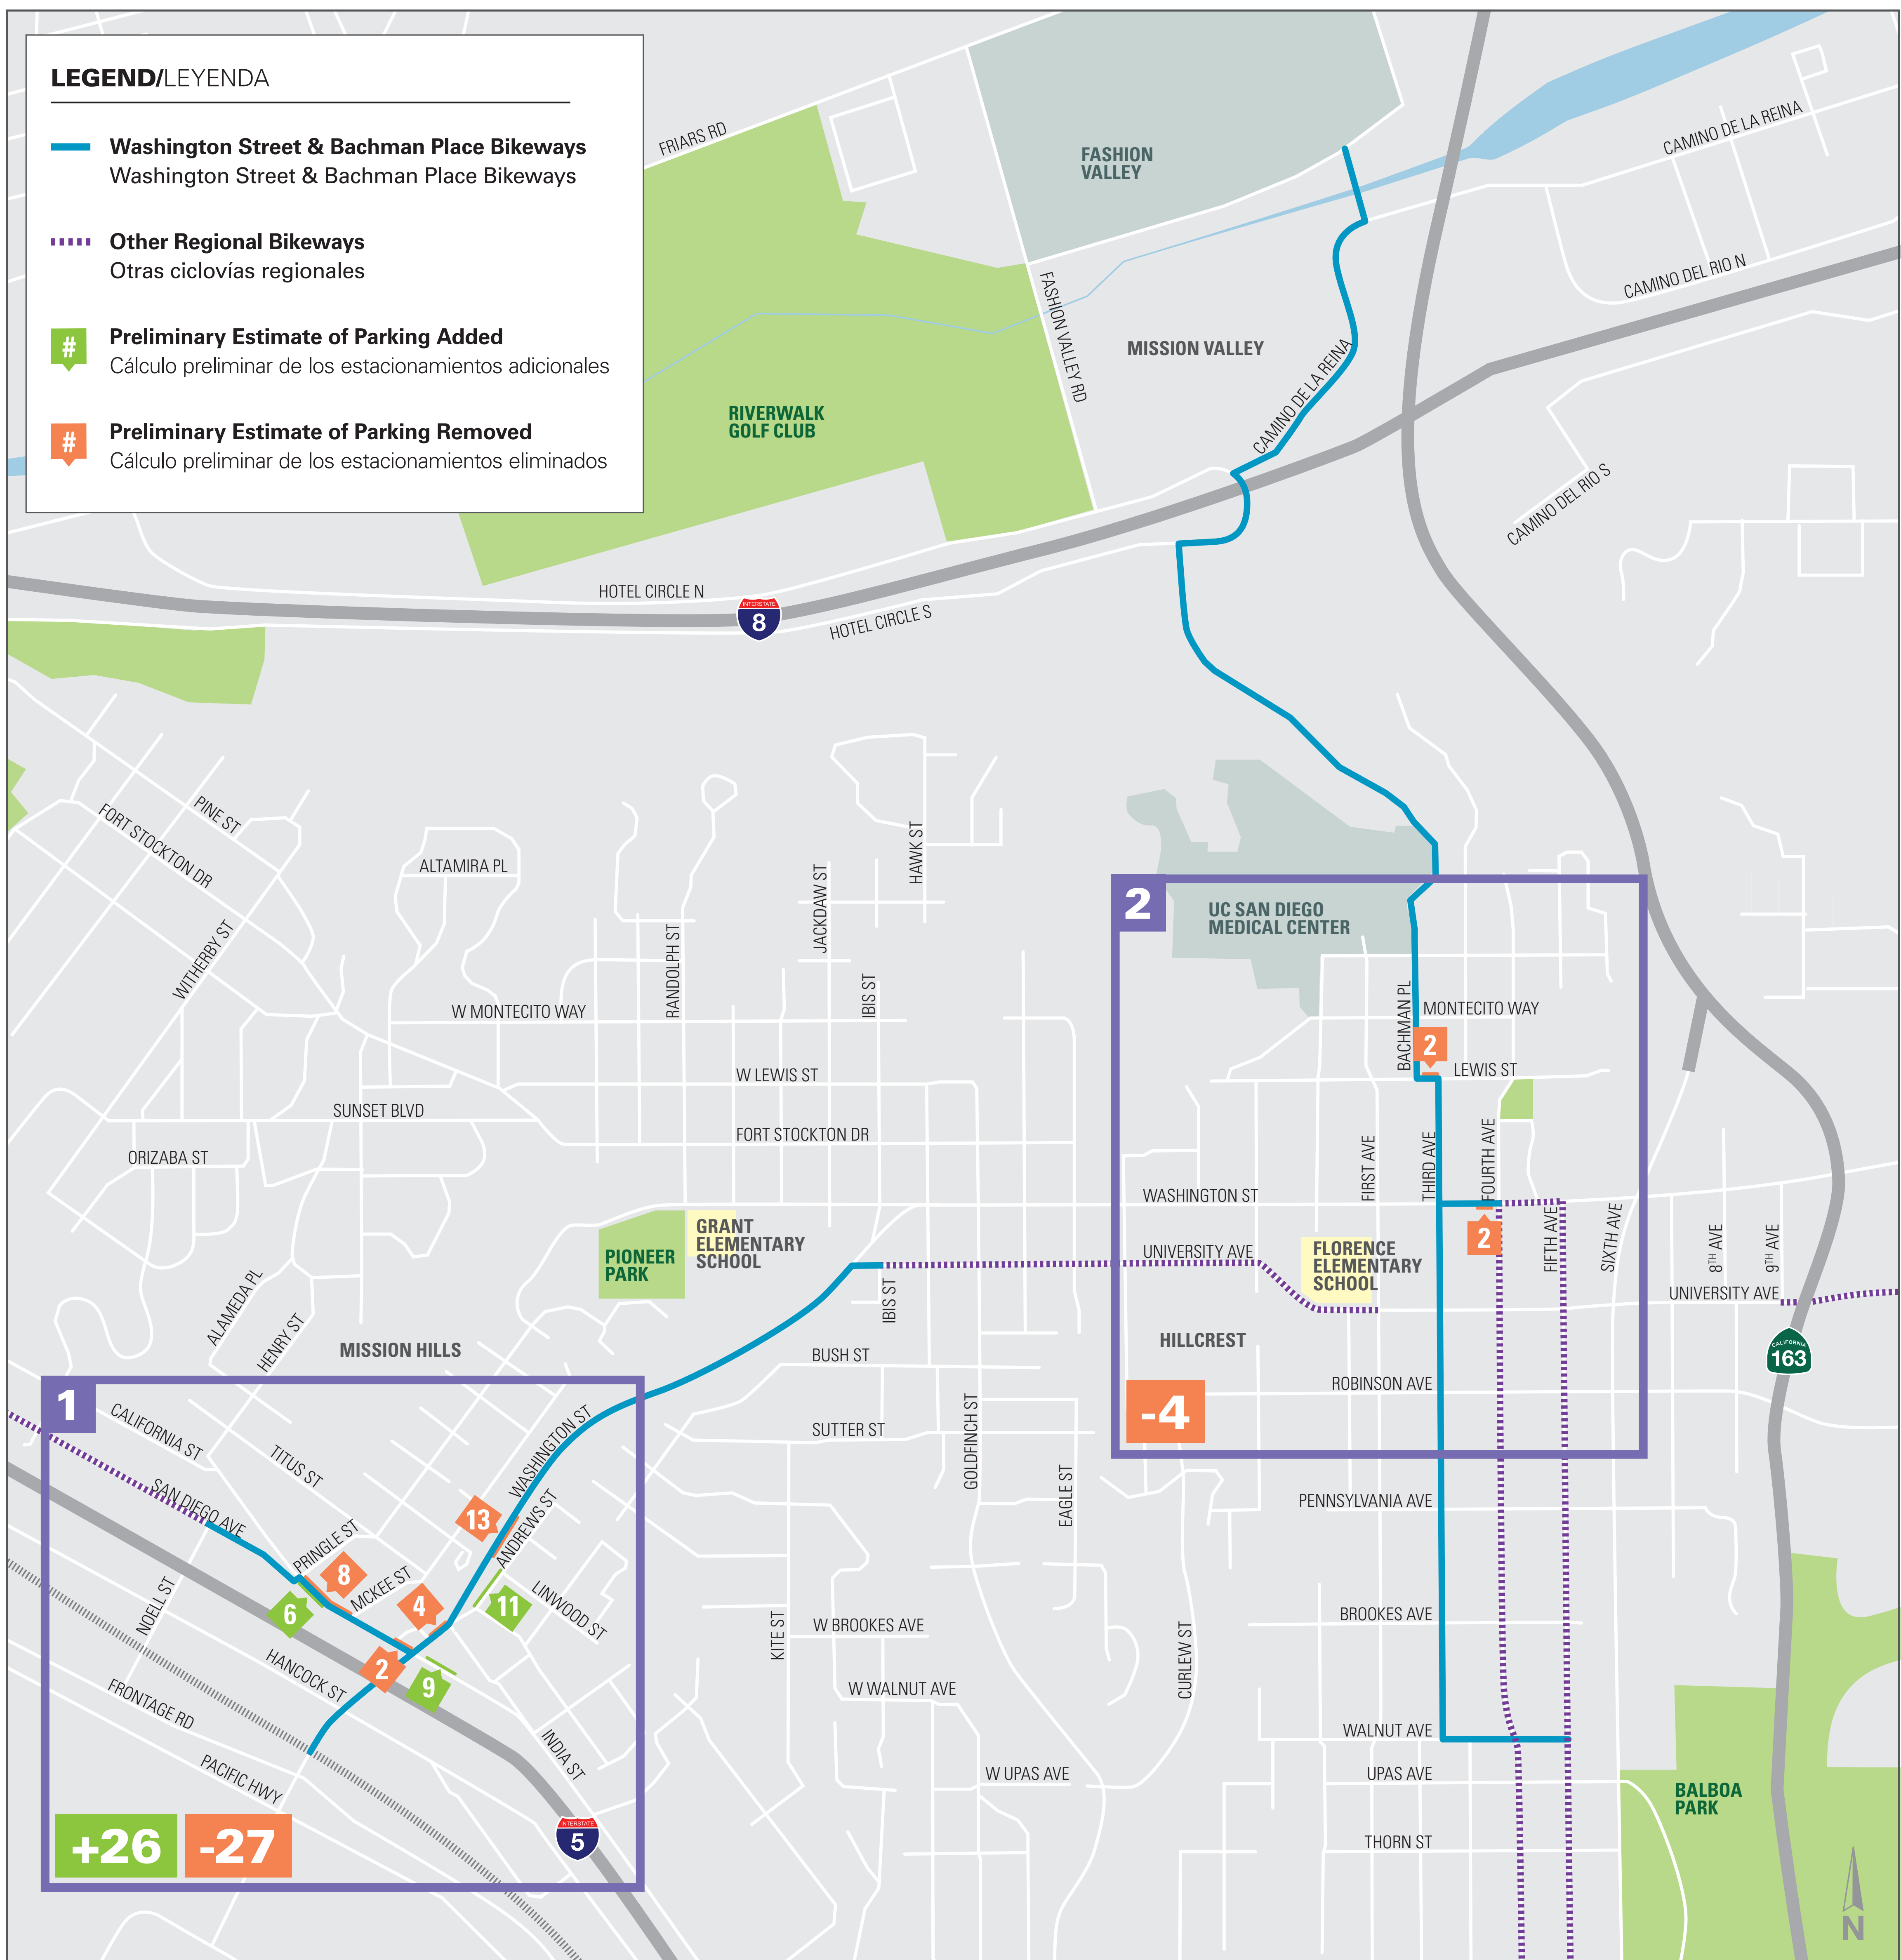 LEGEND/LEYENDA
Washington Street & Bachman Place Bikeways
Washington Street & Bachman Place Bikeways
Other Regional Bikeways
Otras ciclovías regionales
#
Preliminary Estimate of Parking Added
Cálculo preliminar de los estacionamientos adicionales
#
Preliminary Estimate of Parking Removed
Cálculo preliminar de los estacionamientos eliminados
FRIARS RD
FASHION
VALLEY
CAMINO DE LA REINA
CAMINO DEL RIO N
FASHION VALLEY RD
MISSION VALLEY
CAMINO DE LA REINA
RIVERWALK
GOLF CLUB
CAMINO DEL RIO S
HOTEL CIRCLE N
INTERSTATE
8
HOTEL CIRCLE S
PINE ST
FORT STOCKTON DR
ALTAMIRA PL
HAWK ST
JACKDAW ST
WITHERBY ST
RANDOLPH ST
IBIS ST
W MONTECITO WAY
W LEWIS ST
SUNSET BLVD
FORT STOCKTON DR
ORIZABA ST
2
UC SAN DIEGO
MEDICAL CENTER
BACHMAN PL
MONTECITO WAY
2
LEWIS ST
FIRST AVE
THIRD AVE
FOURTH AVE
WASHINGTON ST
2
FIFTH AVE
SIXTH AVE
8TH AVE
9TH AVE
GRANT
ELEMENTARY
SCHOOL
PIONEER
PARK
UNIVERSITY AVE
FLORENCE
ELEMENTARY
SCHOOL
UNIVERSITY AVE
IBIS ST
ALAMEDA PL
HENRY ST
MISSION HILLS
HILLCREST
CALIFORNIA
163
BUSH ST
ROBINSON AVE
-4
SUTTER ST
GOLDFINCH ST
EAGLE ST
PENNSYLVANIA AVE
1
CALIFORNIA ST
TITUS ST
WASHINGTON ST
SAN DIEGO AVE
13
ANDREWS ST
PRINGLE ST
8
MCKEE ST
4
11
LINWOOD ST
6
NOELL ST
2
9
HANCOCK ST
FRONTAGE RD
PACIFIC HWY
INDIA ST
+26
-27
INTERSTATE
5
KITE ST
W BROOKES AVE
CURLEW ST
BROOKES AVE
W WALNUT AVE
WALNUT AVE
W UPAS AVE
UPAS AVE
THORN ST
BALBOA
PARK
N